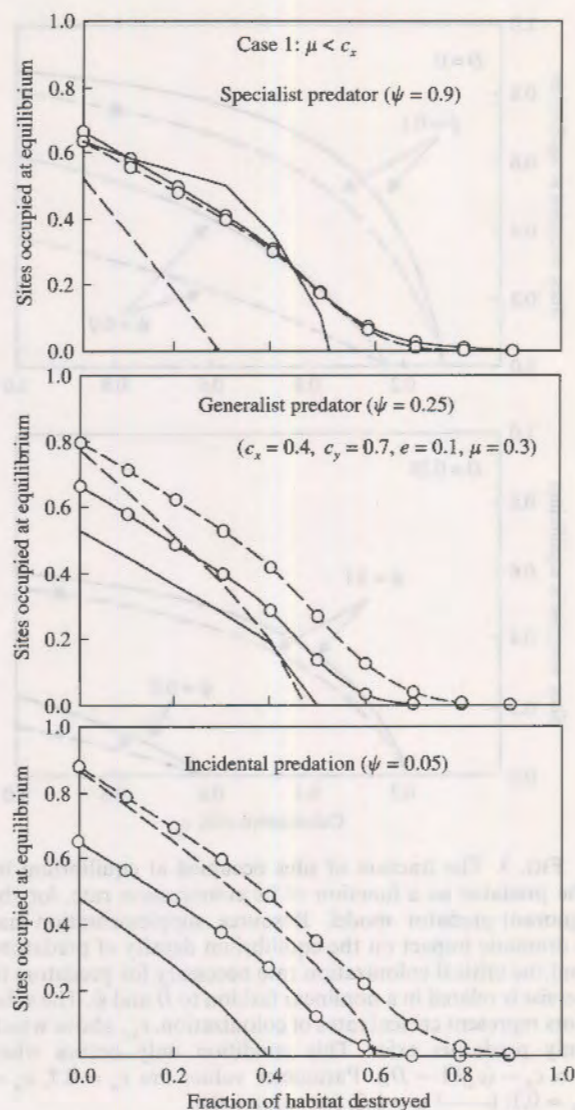 1.0
Case 1: μ < cₓ
0.8
Specialist predator (ψ = 0.9)
0.6
0.4
0.2
0.0
Sites occupied at equilibrium
1.0
Generalist predator (ψ = 0.25)
0.8
(cₓ = 0.4, c_y = 0.7, e = 0.1, μ = 0.3)
0.6
0.4
0.2
0.0
Sites occupied at equilibrium
1.0
Incidental predation (ψ = 0.05)
0.8
0.6
0.4
0.2
Sites occupied at equilibrium
0.0 0.2 0.4 0.6 0.8 1.0
Fraction of habitat destroyed